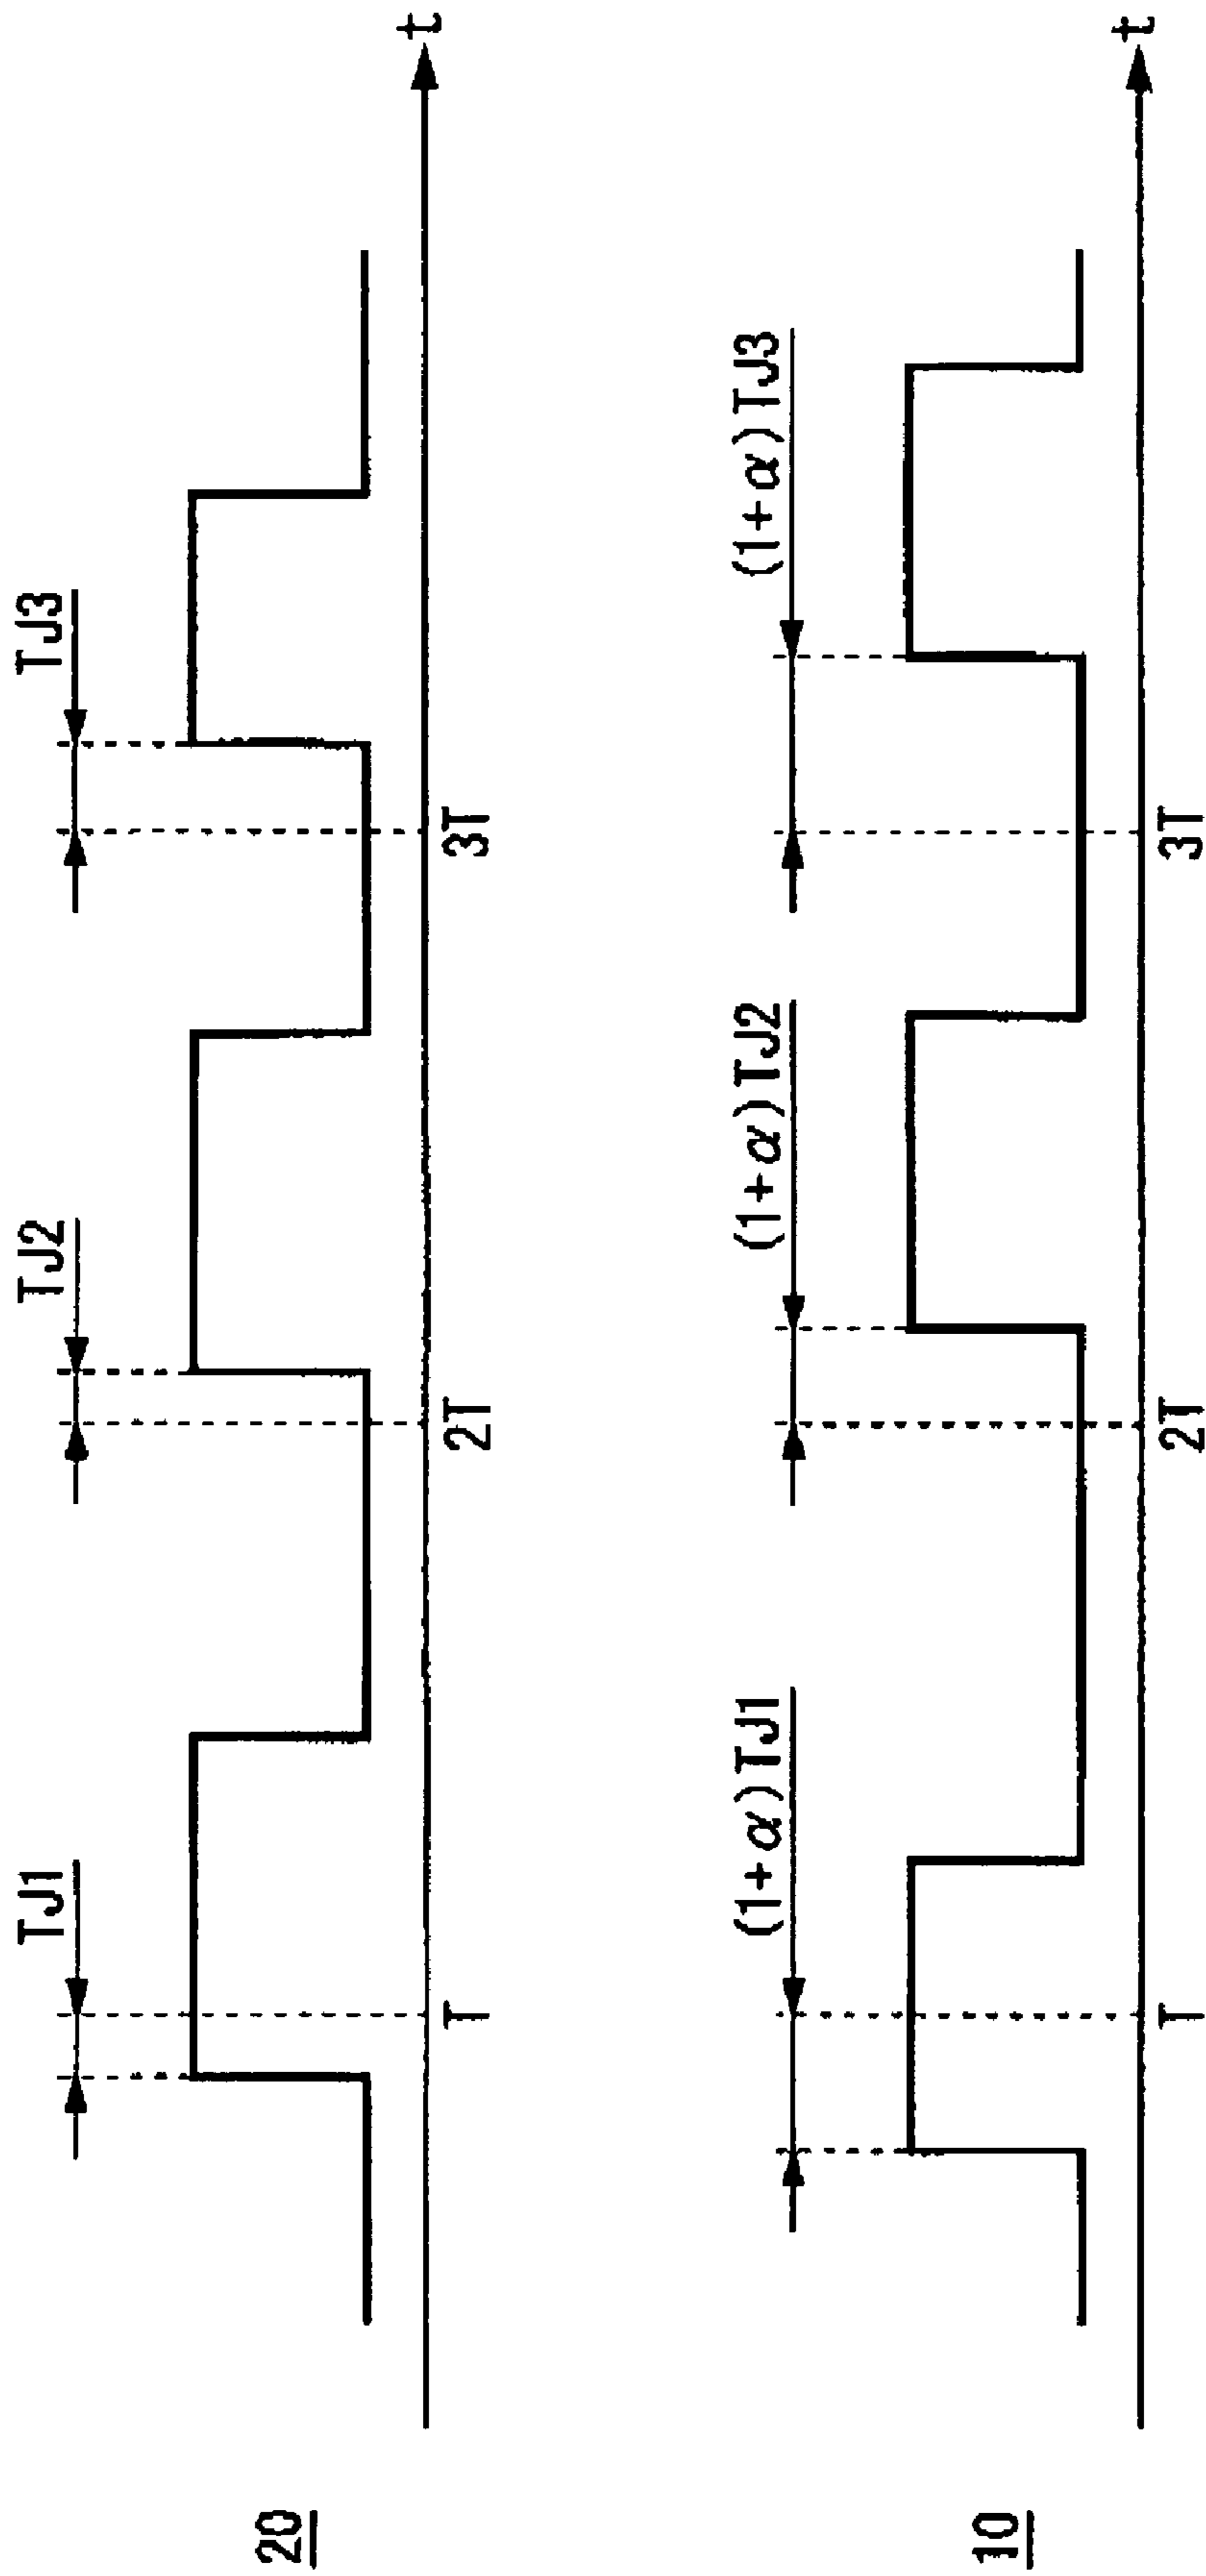 TJ1 TJ2 TJ3
20
T 2T 3T t
(1+α)TJ1 (1+α)TJ2 (1+α)TJ3
10
T 2T 3T t